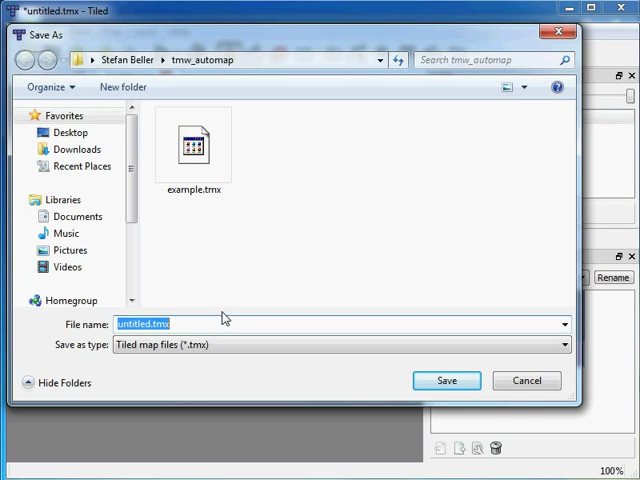 *untitled.tmx - Tiled
Save As
Stefan Beller
tmw_automap
Search tmw_automap
Organize
New folder
Favorites
Desktop
Downloads
Recent Places
Libraries
Documents
Music
Pictures
Videos
Homegroup
example.tmx
File name:
untitled.tmx
Save as type:
Tiled map files (*.tmx)
Hide Folders
Save
Cancel
Rename
100%